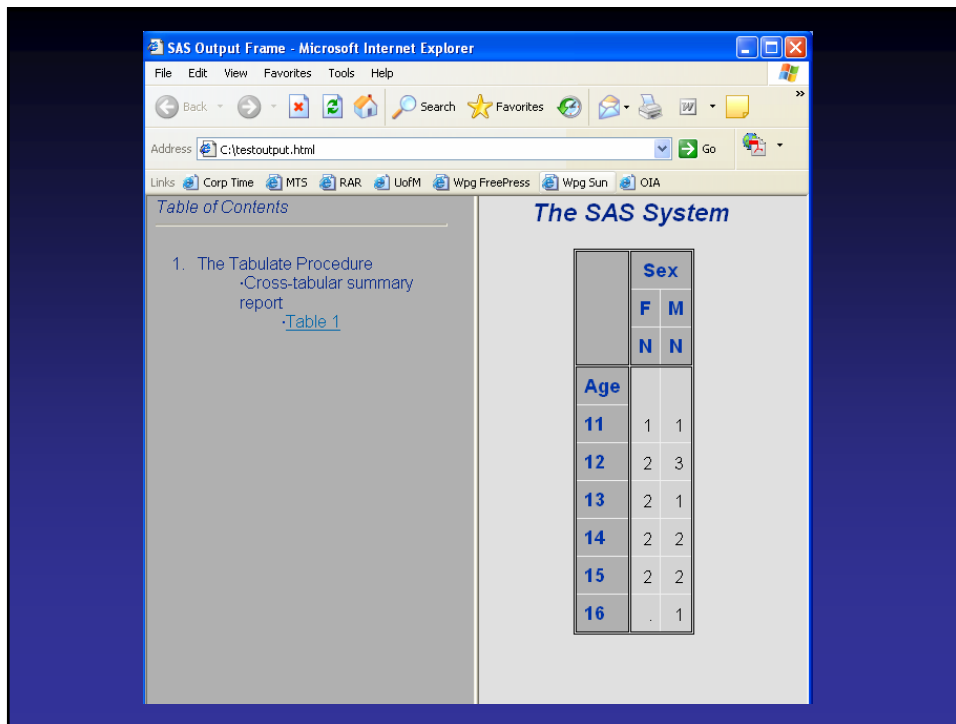 SAS Output Frame - Microsoft Internet Explorer
File Edit View Favorites Tools Help
Back Search Favorites W »
Address C:\testoutput.html Go
Links Corp Time MTS RAR UofM Wpg FreePress Wpg Sun OIA
Table of Contents
1. The Tabulate Procedure
·Cross-tabular summary
report
·Table 1
The SAS System
Sex
F M
N N
Age
11 1 1
12 2 3
13 2 1
14 2 2
15 2 2
16 . 1